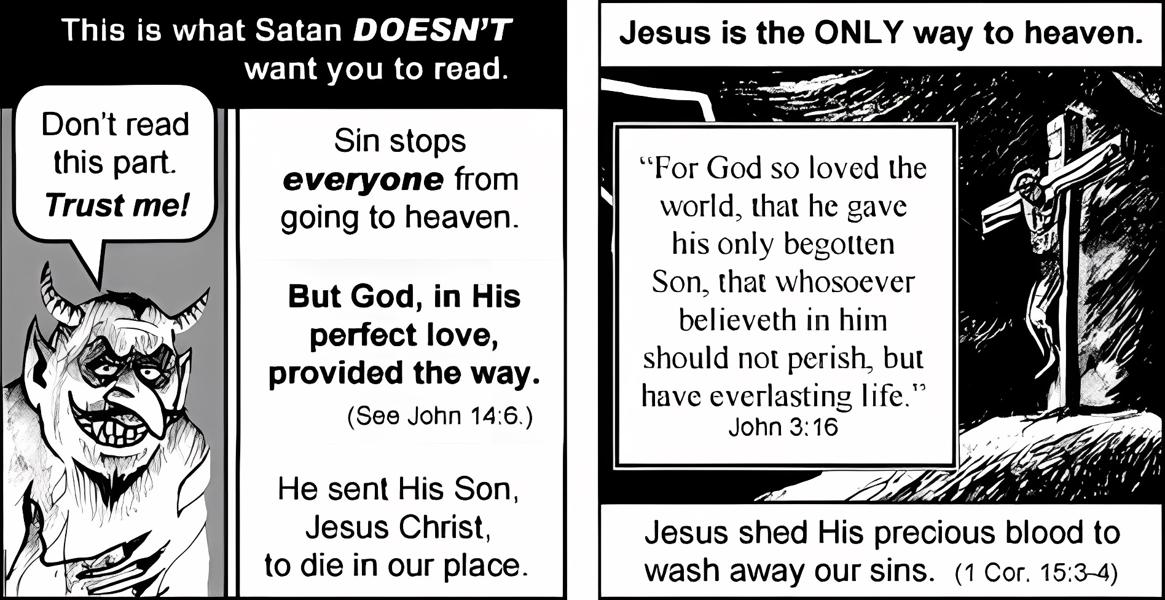 This is what Satan DOESN'T
want you to read.
Don't read
this part.
Trust me!
Sin stops
everyone from
going to heaven.
But God, in His
perfect love,
provided the way.
(See John 14:6.)
He sent His Son,
Jesus Christ,
to die in our place.
Jesus is the ONLY way to heaven.
“For God so loved the
world, that he gave
his only begotten
Son, that whosoever
believeth in him
should not perish, but
have everlasting life.”
John 3:16
Jesus shed His precious blood to
wash away our sins. (1 Cor. 15:3–4)